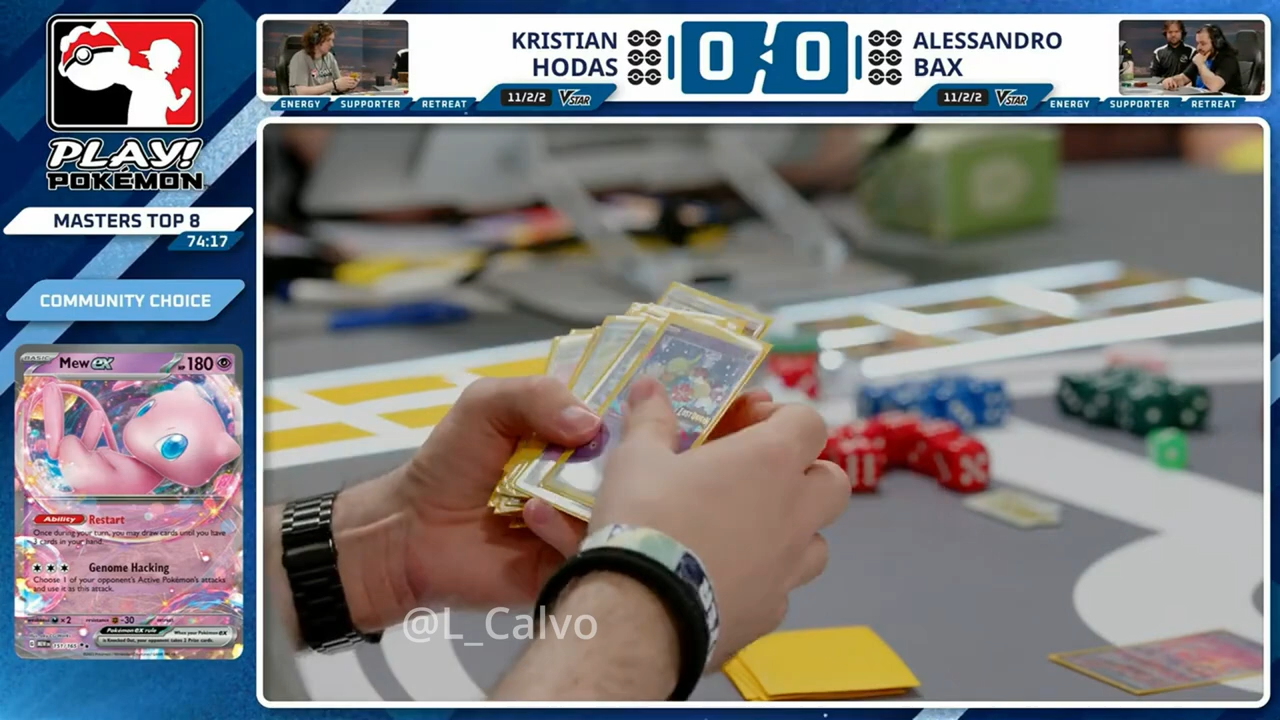 PLAY!
POKÉMON
MASTERS TOP 8
74:17
COMMUNITY CHOICE
BASIC
Mew ex
HP 180
Ability Restart
Once during your turn, you may draw cards until you have
3 cards in your hand.
Genome Hacking
Choose 1 of your opponent's Active Pokémon's attacks
and use it as this attack.
×2
-30
Pokémon ex rule
KRISTIAN
HODAS
0 0
ALESSANDRO
BAX
ENERGY SUPPORTER RETREAT
11/2/2 VSTAR
11/2/2 VSTAR
ENERGY SUPPORTER RETREAT
@L_Calvo